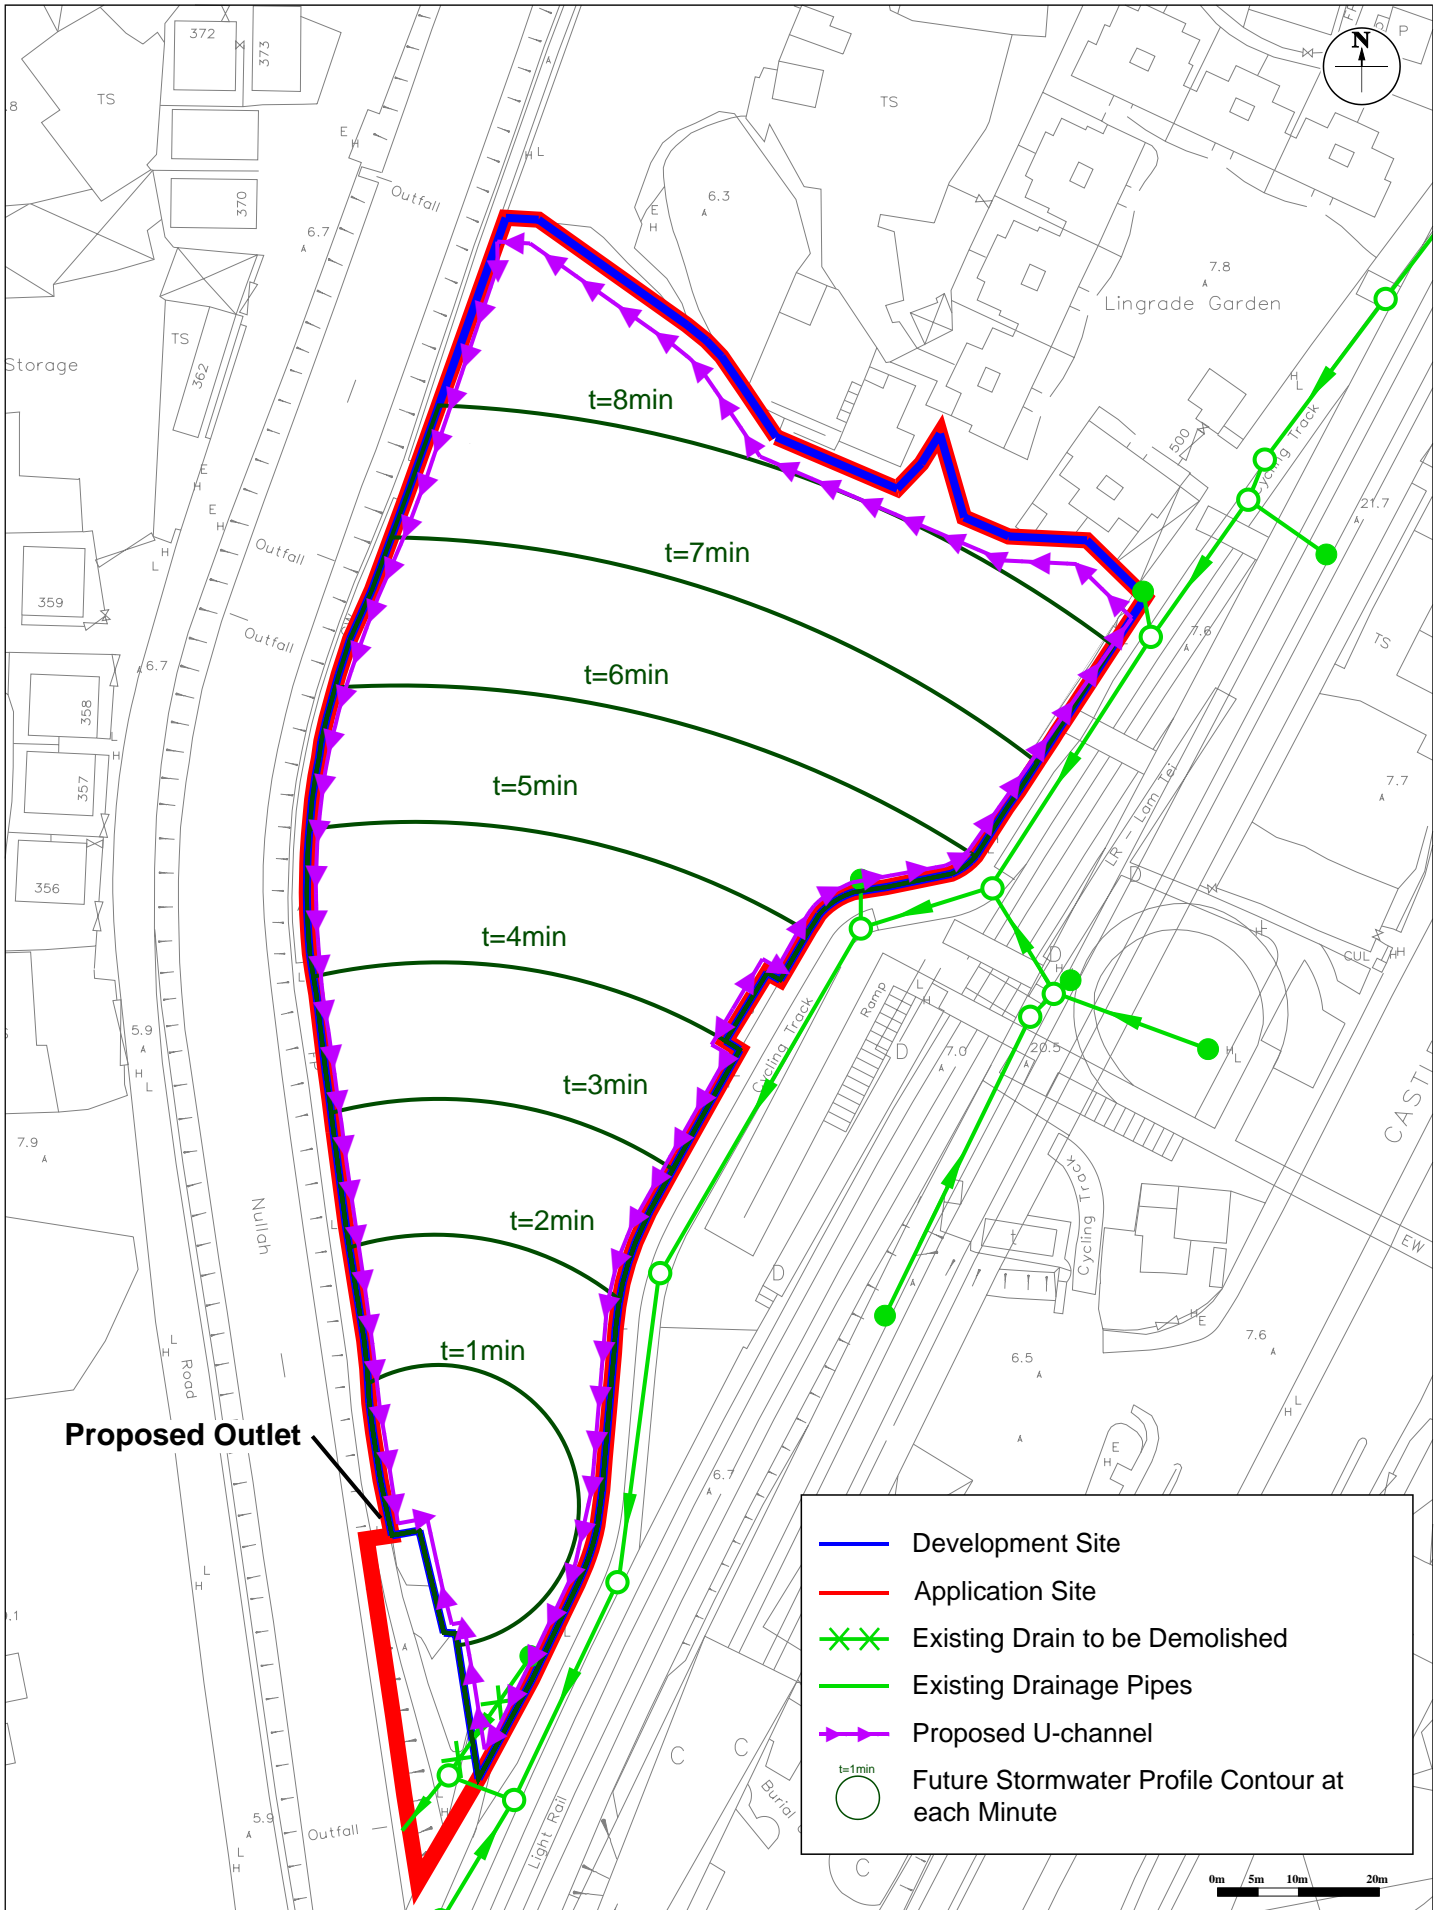 372
373
TS
.8
370
E
H
Outfall
6.7
H
L
A
TS
6.3
E
H
FP
P
N
7.8
Lingrade Garden
Storage
TS
362
t=8min
H
L
Cycling Track
500
21.7
E
H
E
H
L
H
Outfall
t=7min
359
Outfall
7.6
TS
6.7
t=6min
358
L
H
357
t=5min
LR - Lam Tei
7.7
D
356
t=4min
D
H
CUL
H
H
L
Ramp
L
H
D
Cycling Track
7.0
20.5
H
L
5.9
H
L
t=3min
CASTL
7.9
Nullah
t=2min
Cycling Track
t
EW
D
H
E
7.6
t=1min
L
H
Road
6.5
L
H
Proposed Outlet
E
H
6.7
L
H
Development Site
Application Site
Existing Drain to be Demolished
Existing Drainage Pipes
Proposed U-channel
t=1min
Future Stormwater Profile Contour at
each Minute
.1
C
C
Burial
5.9
Outfall
L
H
L
H
Light Rail
C
0m 5m 10m 20m